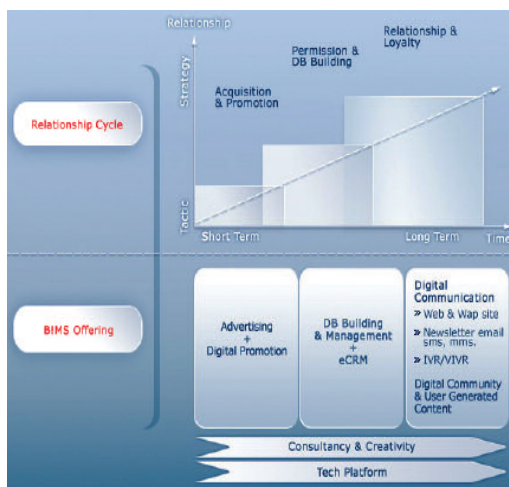 Relationship
Relationship &
Loyalty
Permission &
DB Building
Acquisition
& Promotion
Strategy
Tactic
Relationship Cycle
Short Term
Long Term
Time
BIMS Offering
Advertising
+
Digital Promotion
DB Building
& Management
+
eCRM
Digital
Communication
» Web & Wap site
» Newsletter email
sms, mms.
» IVR/VIVR
Digital Community
& User Generated
Content
Consultancy & Creativity
Tech Platform